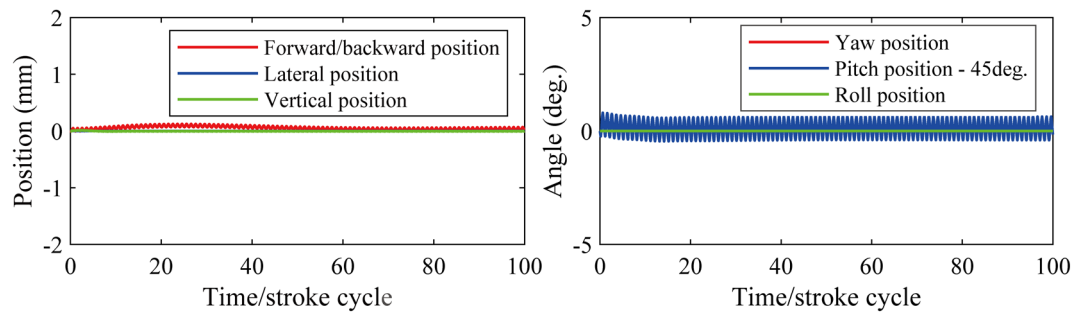 Position (mm)
2
1
0
-1
-2
Forward/backward position
Lateral position
Vertical position
0 20 40 60 80 100
Time/stroke cycle
Angle (deg.)
5
0
-5
Yaw position
Pitch position - 45deg.
Roll position
0 20 40 60 80 100
Time/stroke cycle